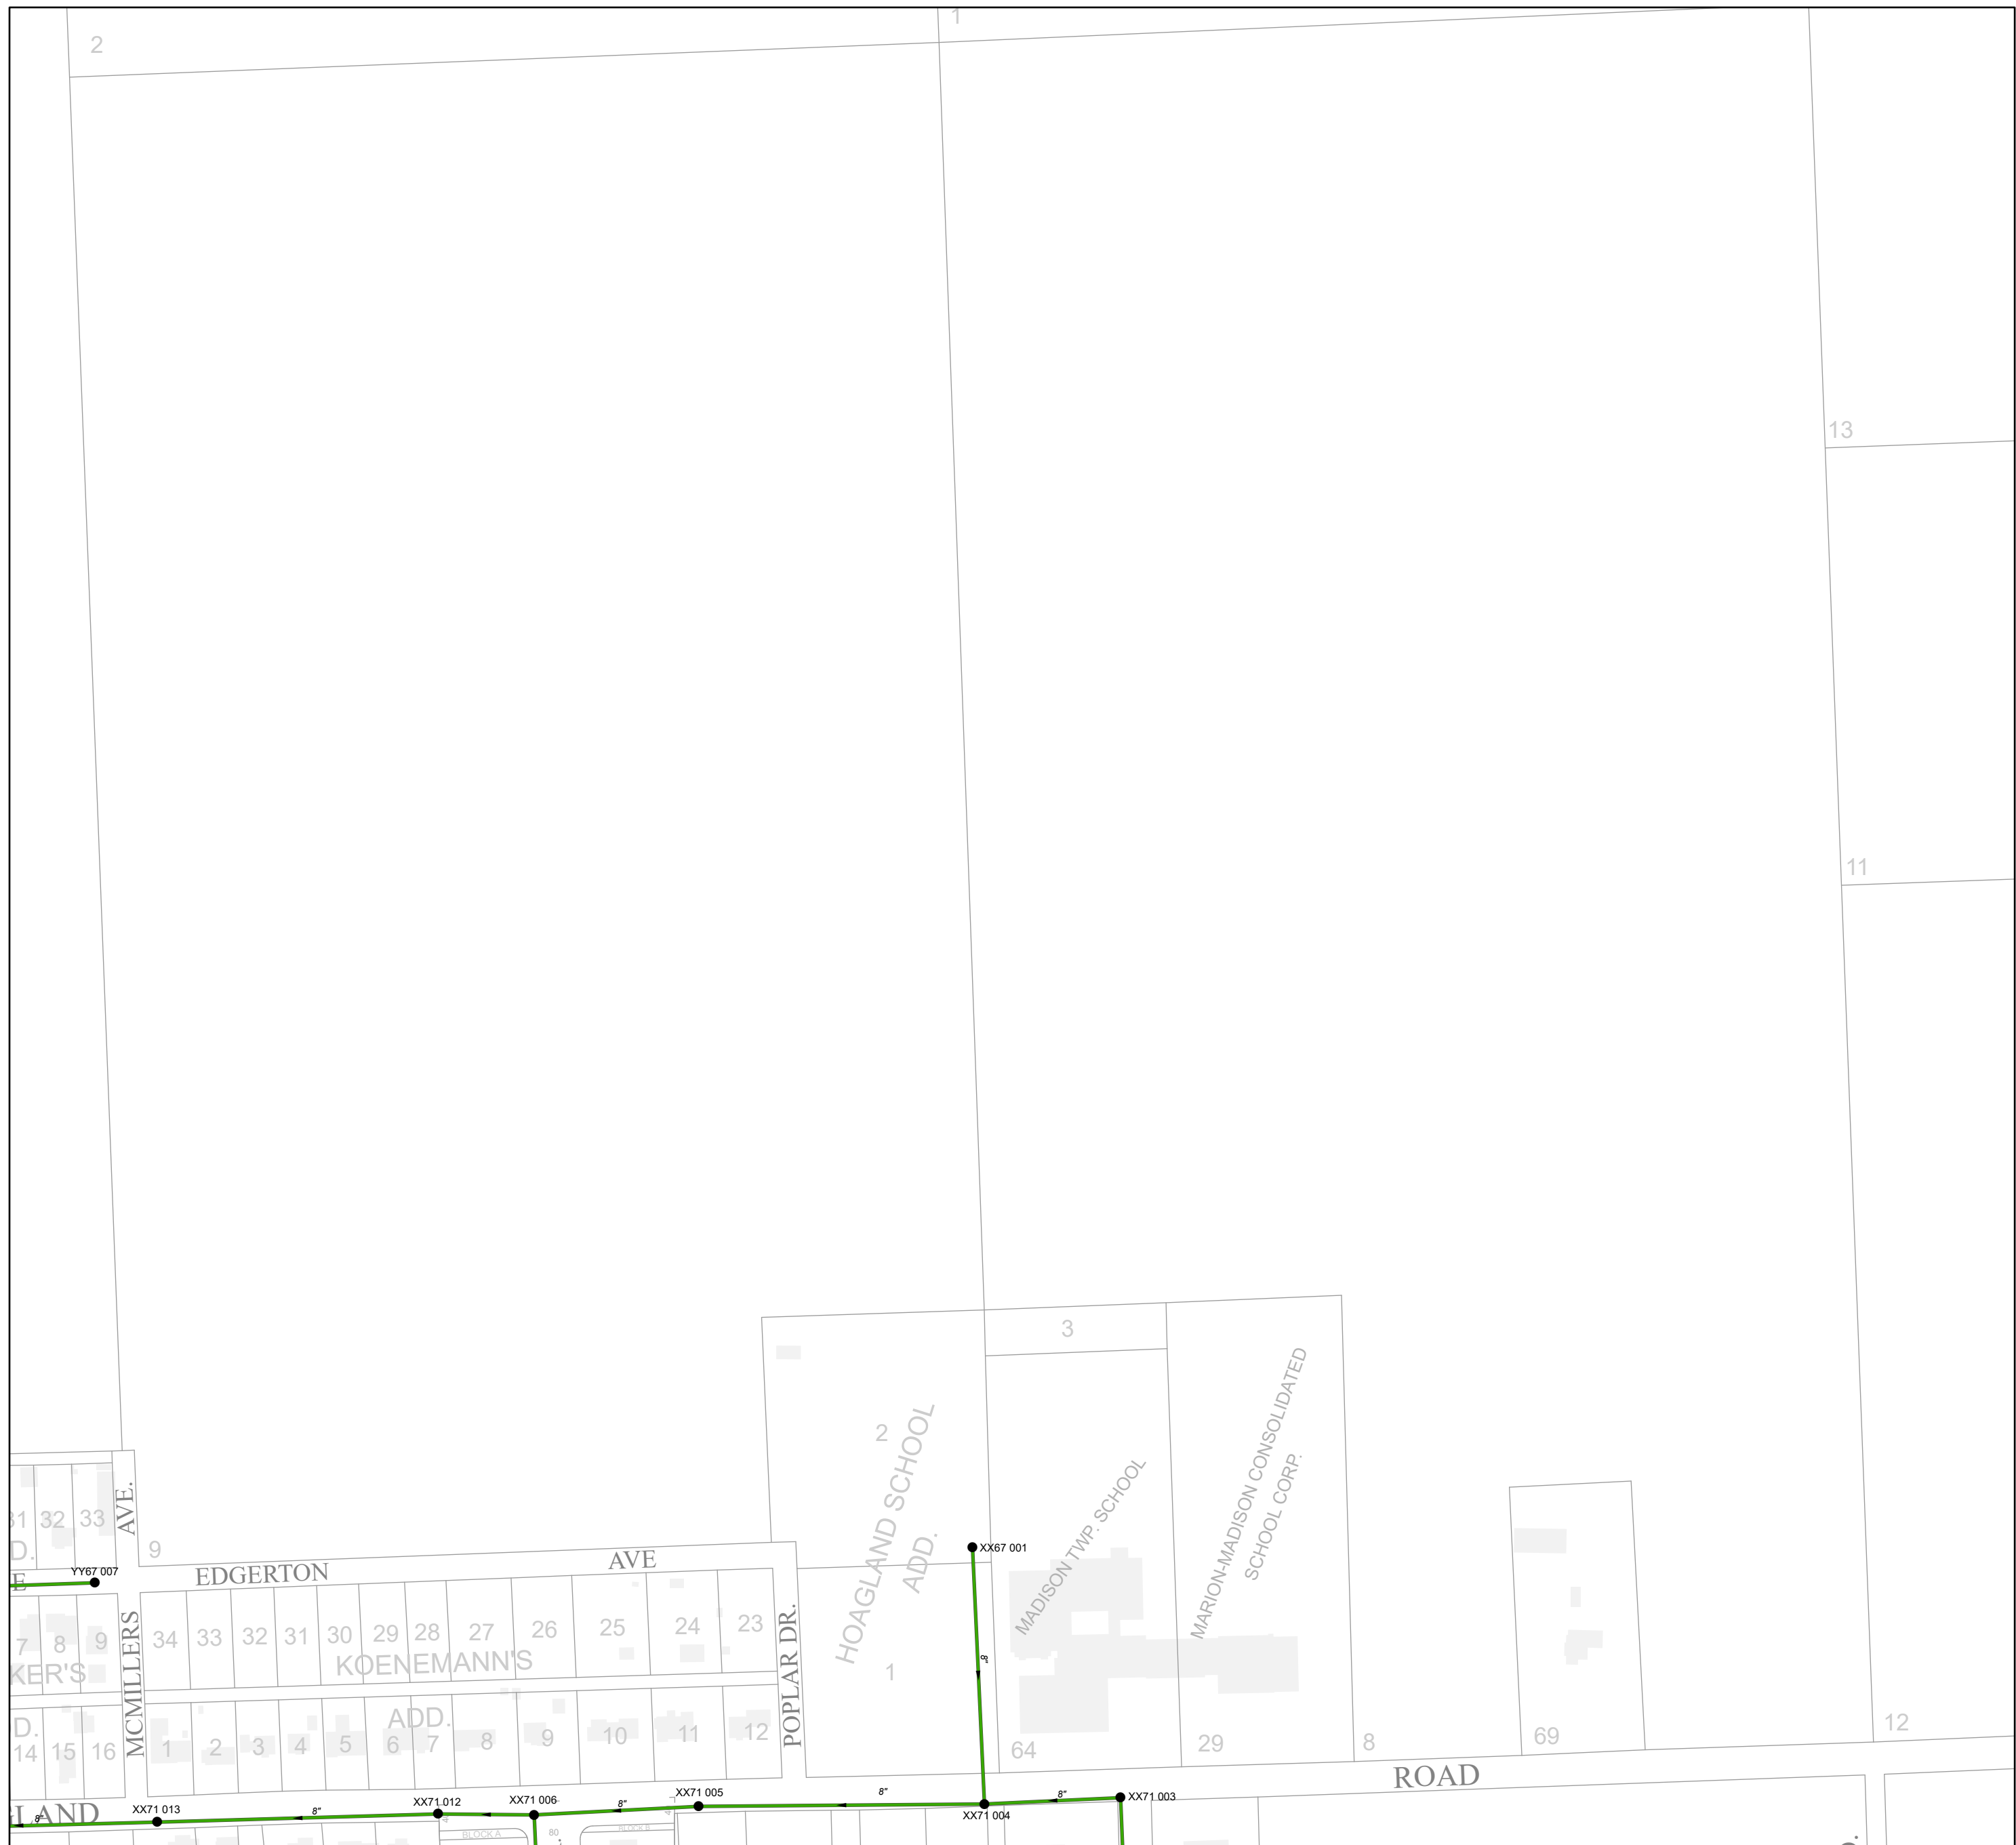 2
1
13
11
3
2
HOAGLAND SCHOOL
ADD.
1
MADISON TWP. SCHOOL
MARION-MADISON CONSOLIDATED
SCHOOL CORP.
32
33
D.
AVE.
9
YY67 007
E
EDGERTON
AVE
XX67 001
8"
7
8
9
KER'S
MCMILLERS
34
33
32
31
30
29
28
27
26
25
24
23
KOENEMANN'S
POPLAR DR.
D.
14
15
16
1
2
3
4
5
6
7
8
9
10
11
12
ADD.
64
29
8
69
12
ROAD
LAND
8"
XX71 013
8"
XX71 012
XX71 006
8"
XX71 005
8"
XX71 004
8"
XX71 003
BLOCK A
80
BLOCK B